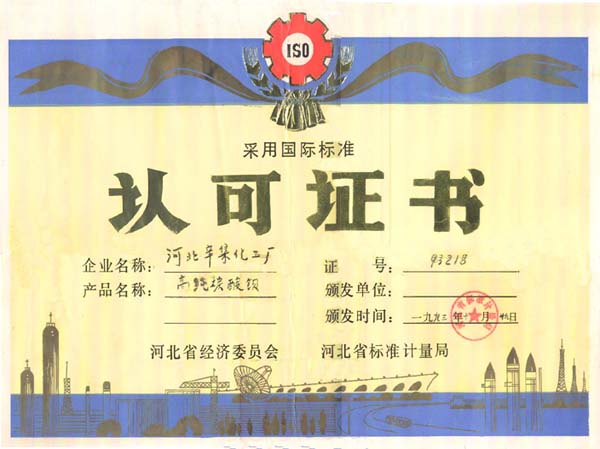 ISO
采用国际标准
认可证书
企业名称：河北辛集化工厂
产品名称：高纯碳酸钡
证 号：93218
颁发单位：
颁发时间：一九九三年十 月 日
河北省经济委员会
河北省标准计量局